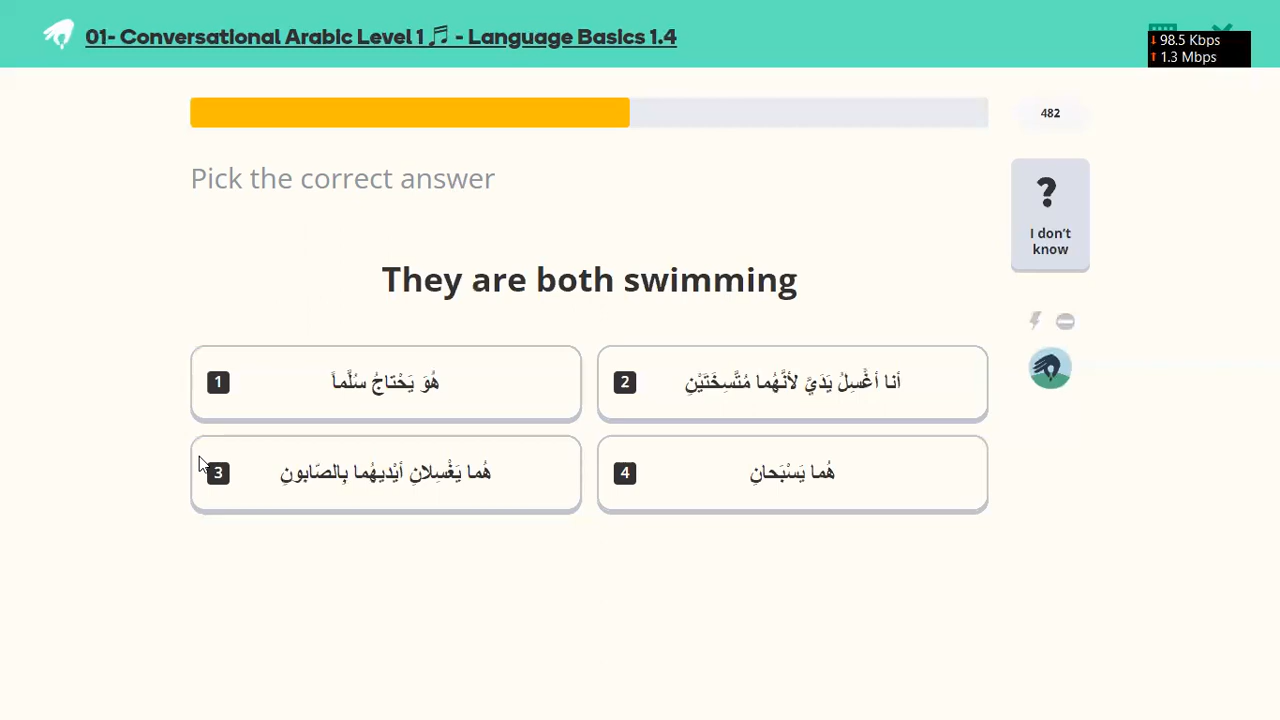 01- Conversational Arabic Level 1 🎵 - Language Basics 1.4
↓ 98.5 Kbps
↑ 1.3 Mbps
482
Pick the correct answer
?
I don't
know
They are both swimming
1 هُوَ يَحْتاجُ سُلَّماً
2 أنا أغْسِلُ يَدَيَّ لأنَّهُما مُتَّسِخَتَيْنِ
3 هُما يَغْسِلانِ أيْديهُما بِالصّابونِ
4 هُما يَسْبَحانِ